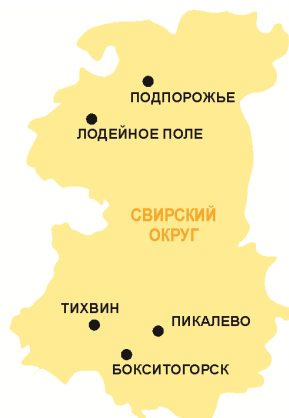 ПОДПОРОЖЬЕ
ЛОДЕЙНОЕ ПОЛЕ
СВИРСКИЙ
ОКРУГ
ТИХВИН
ПИКАЛЕВО
БОКСИТОГОРСК